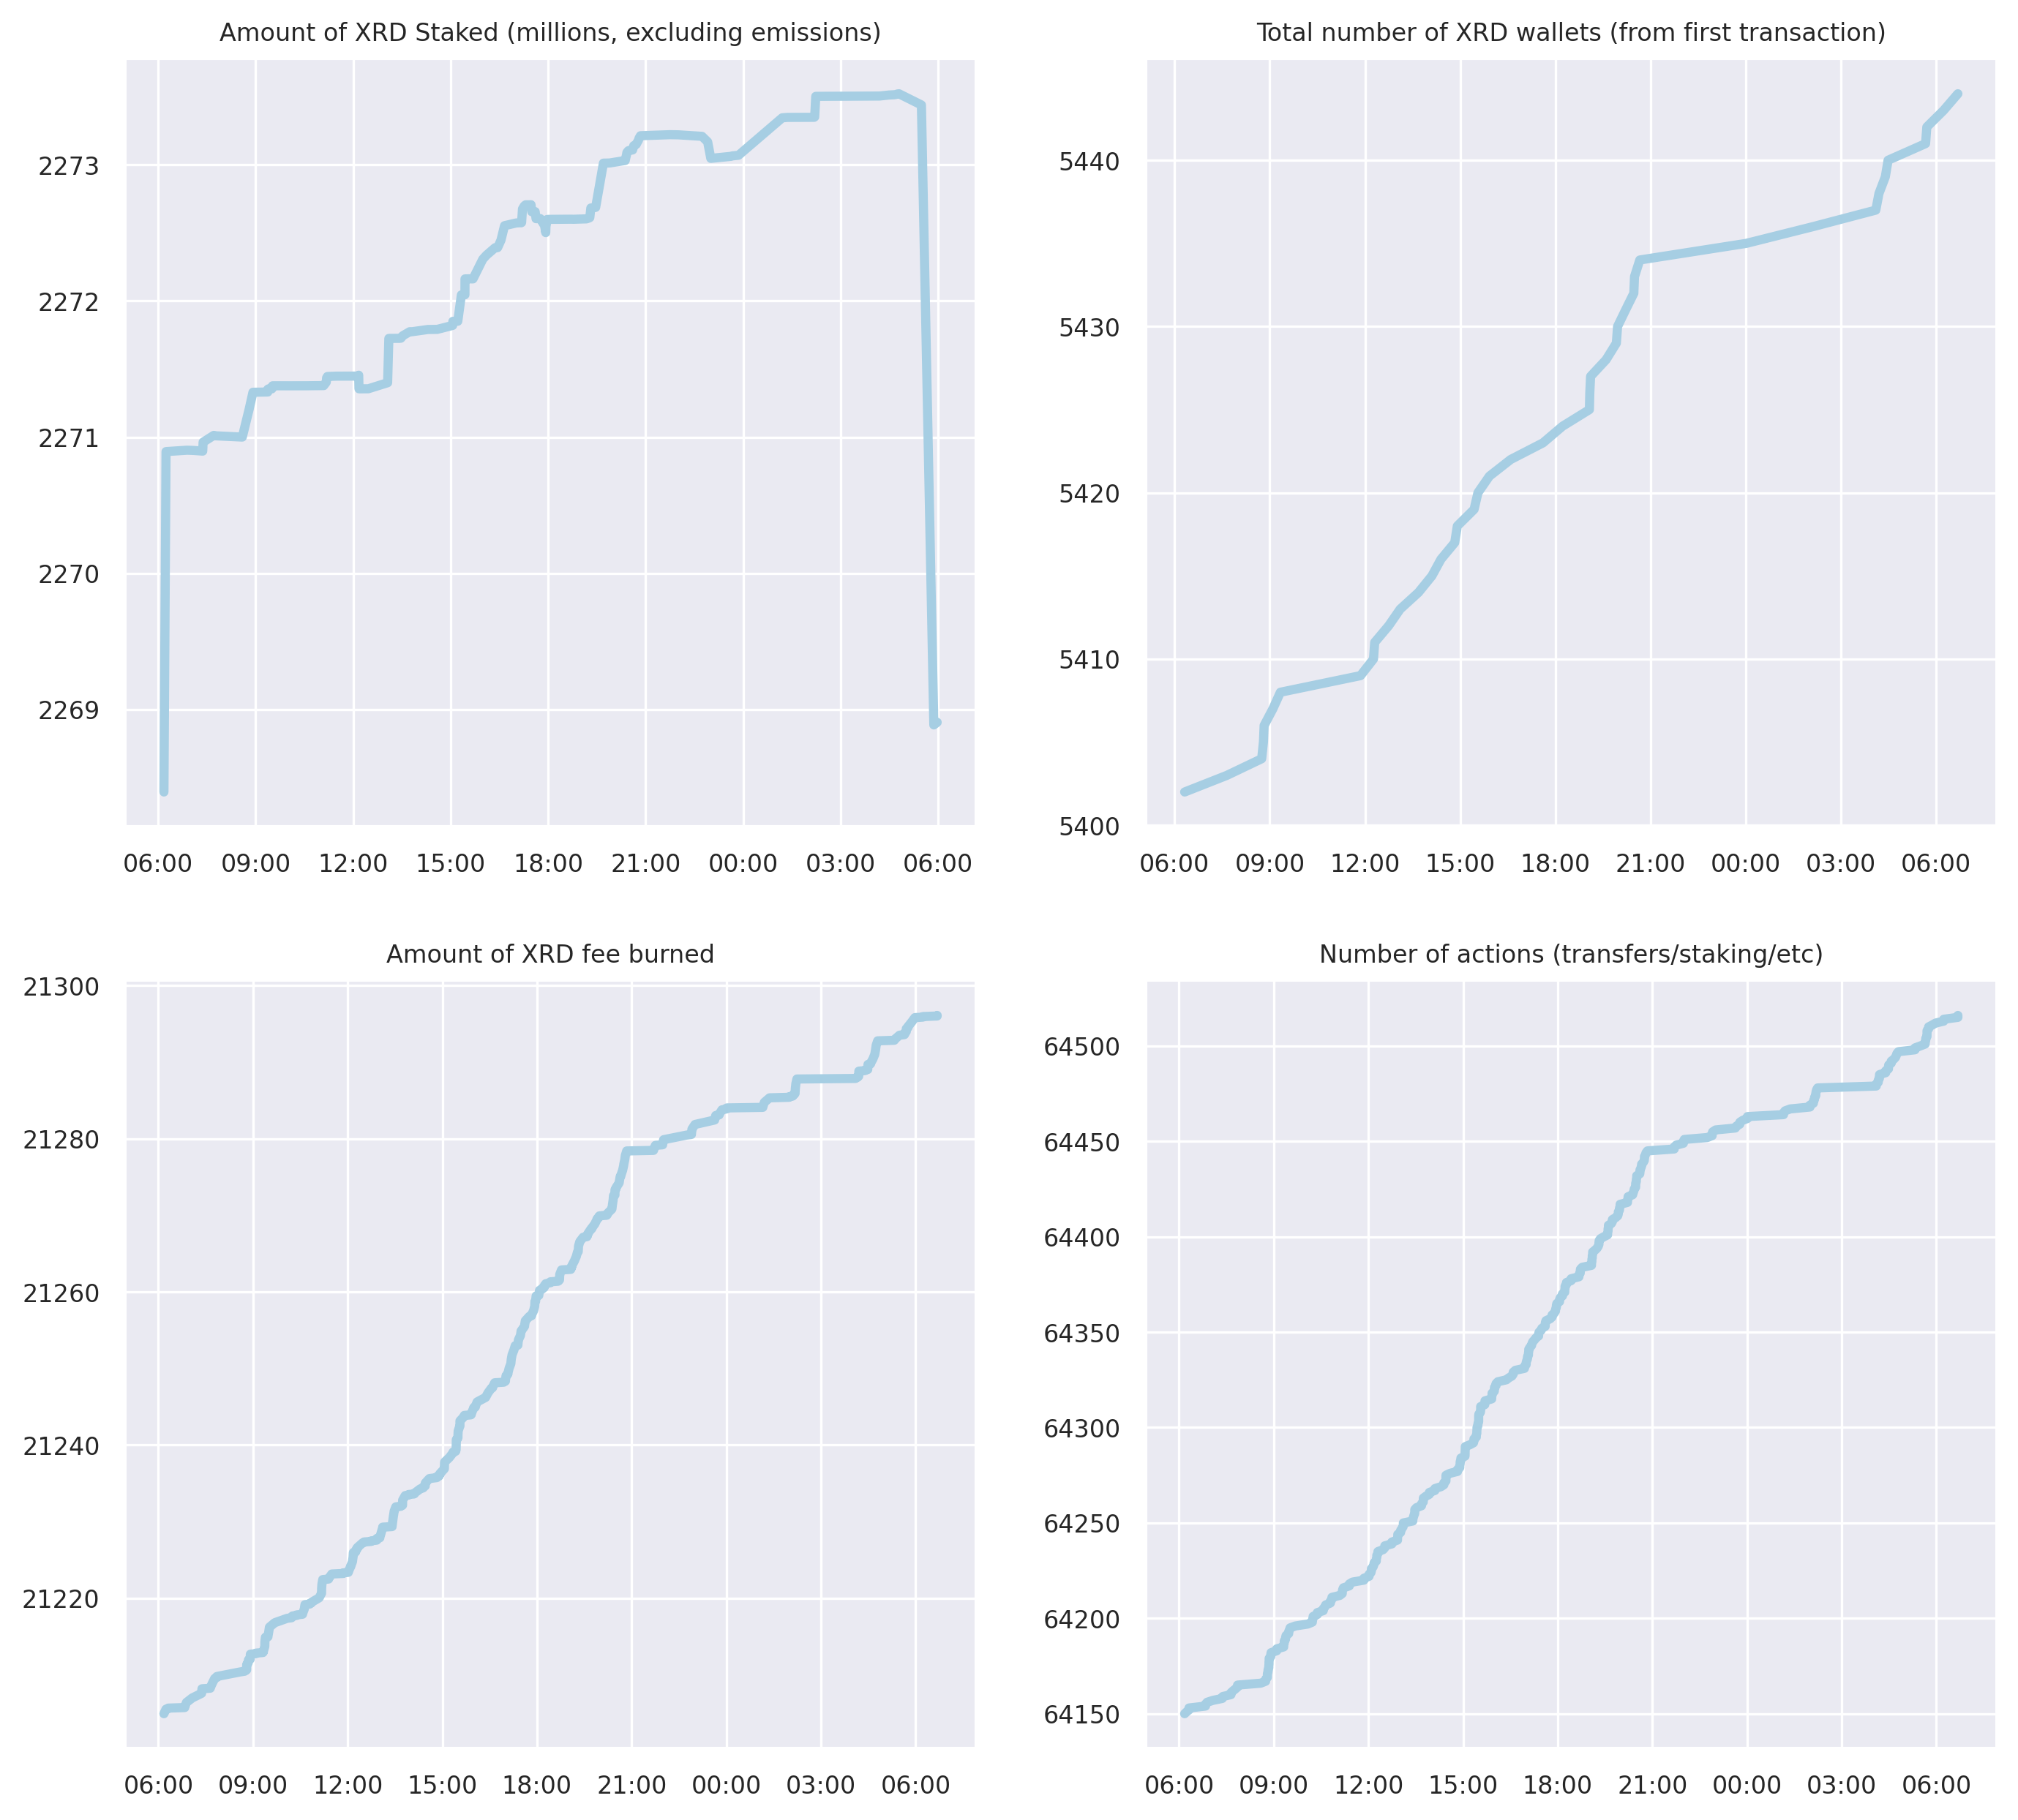 Amount of XRD Staked (millions, excluding emissions)
2273
2272
2271
2270
2269
06:00 09:00 12:00 15:00 18:00 21:00 00:00 03:00 06:00
Total number of XRD wallets (from first transaction)
5440
5430
5420
5410
5400
06:00 09:00 12:00 15:00 18:00 21:00 00:00 03:00 06:00
Amount of XRD fee burned
21300
21280
21260
21240
21220
06:00 09:00 12:00 15:00 18:00 21:00 00:00 03:00 06:00
Number of actions (transfers/staking/etc)
64500
64450
64400
64350
64300
64250
64200
64150
06:00 09:00 12:00 15:00 18:00 21:00 00:00 03:00 06:00